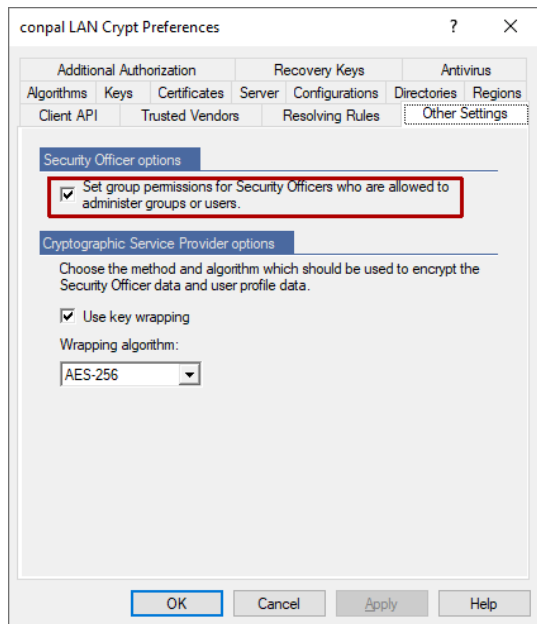 conpal LAN Crypt Preferences
?
Additional Authorization Recovery Keys Antivirus
Algorithms Keys Certificates Server Configurations Directories Regions
Client API Trusted Vendors Resolving Rules Other Settings
Security Officer options
Set group permissions for Security Officers who are allowed to
administer groups or users.
Cryptographic Service Provider options
Choose the method and algorithm which should be used to encrypt the
Security Officer data and user profile data.
Use key wrapping
Wrapping algorithm:
AES-256
OK Cancel Apply Help